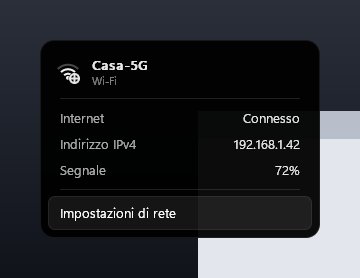 Casa-5G
Wi-Fi
Internet Connesso
Indirizzo IPv4 192.168.1.42
Segnale 72%
Impostazioni di rete